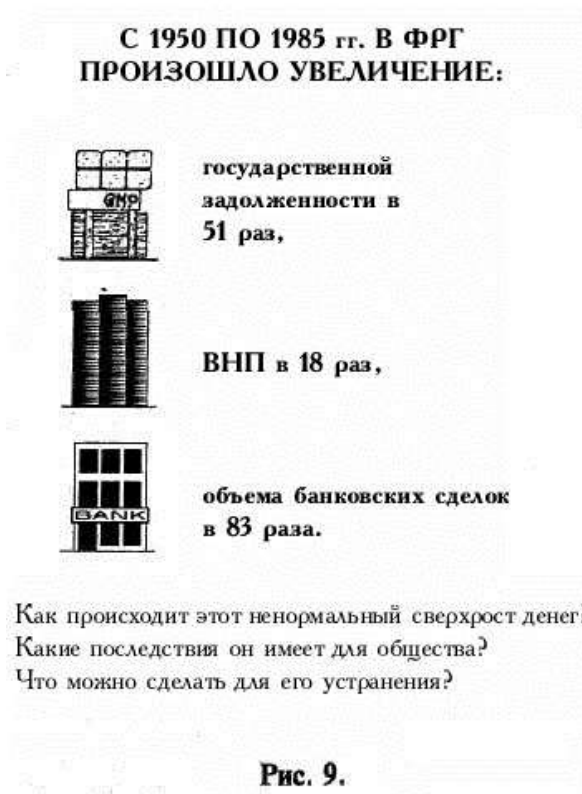 С 1950 ПО 1985 гг. В ФРГ
ПРОИЗОШЛО УВЕЛИЧЕНИЕ:
GNP
государственной
задолженности в
51 раз,
ВНП в 18 раз,
BANK
объема банковских сделок
в 83 раза.
Как происходит этот ненормальный сверхрост денег
Какие последствия он имеет для общества?
Что можно сделать для его устранения?
Рис. 9.